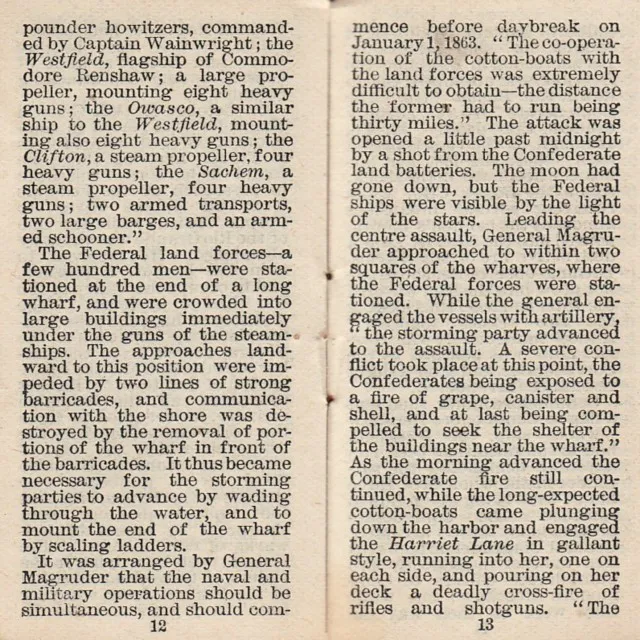 pounder howitzers, command-
ed by Captain Wainwright; the
Westfield, flagship of Commo-
dore Renshaw; a large pro-
peller, mounting eight heavy
guns; the Owasco, a similar
ship to the Westfield, mount-
ing also eight heavy guns; the
Clifton, a steam propeller, four
heavy guns; the Sachem, a
steam propeller, four heavy
guns; two armed transports,
two large barges, and an arm-
ed schooner."
The Federal land forces—a
few hundred men—were sta-
tioned at the end of a long
wharf, and were crowded into
large buildings immediately
under the guns of the steam-
ships. The approaches land-
ward to this position were im-
peded by two lines of strong
barricades, and communica-
tion with the shore was de-
stroyed by the removal of por-
tions of the wharf in front of
the barricades. It thus became
necessary for the storming
parties to advance by wading
through the water, and to
mount the end of the wharf
by scaling ladders.
It was arranged by General
Magruder that the naval and
military operations should be
simultaneous, and should com-
12
mence before daybreak on
January 1, 1863. "The co-opera-
tion of the cotton-boats with
the land forces was extremely
difficult to obtain—the distance
the former had to run being
thirty miles." The attack was
opened a little past midnight
by a shot from the Confederate
land batteries. The moon had
gone down, but the Federal
ships were visible by the light
of the stars. Leading the
centre assault, General Magru-
der approached to within two
squares of the wharves, where
the Federal forces were sta-
tioned. While the general en-
gaged the vessels with artillery,
"the storming party advanced
to the assault. A severe con-
flict took place at this point, the
Confederates being exposed to
a fire of grape, canister and
shell, and at last being com-
pelled to seek the shelter of
the buildings near the wharf."
As the morning advanced the
Confederate fire still con-
tinued, while the long-expected
cotton-boats came plunging
down the harbor and engaged
the Harriet Lane in gallant
style, running into her, one on
each side, and pouring on her
deck a deadly cross-fire of
rifles and shotguns. "The
13